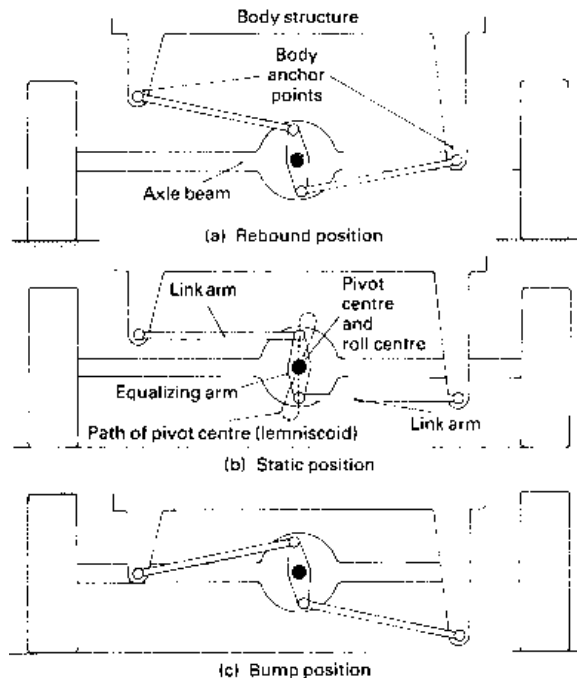 Body structure
Body
anchor
points
Axle beam
(a) Rebound position
Link arm
Pivot
centre
and
roll centre
Equalizing arm
Link arm
Path of pivot centre (lemniscoid)
(b) Static position
(c) Bump position